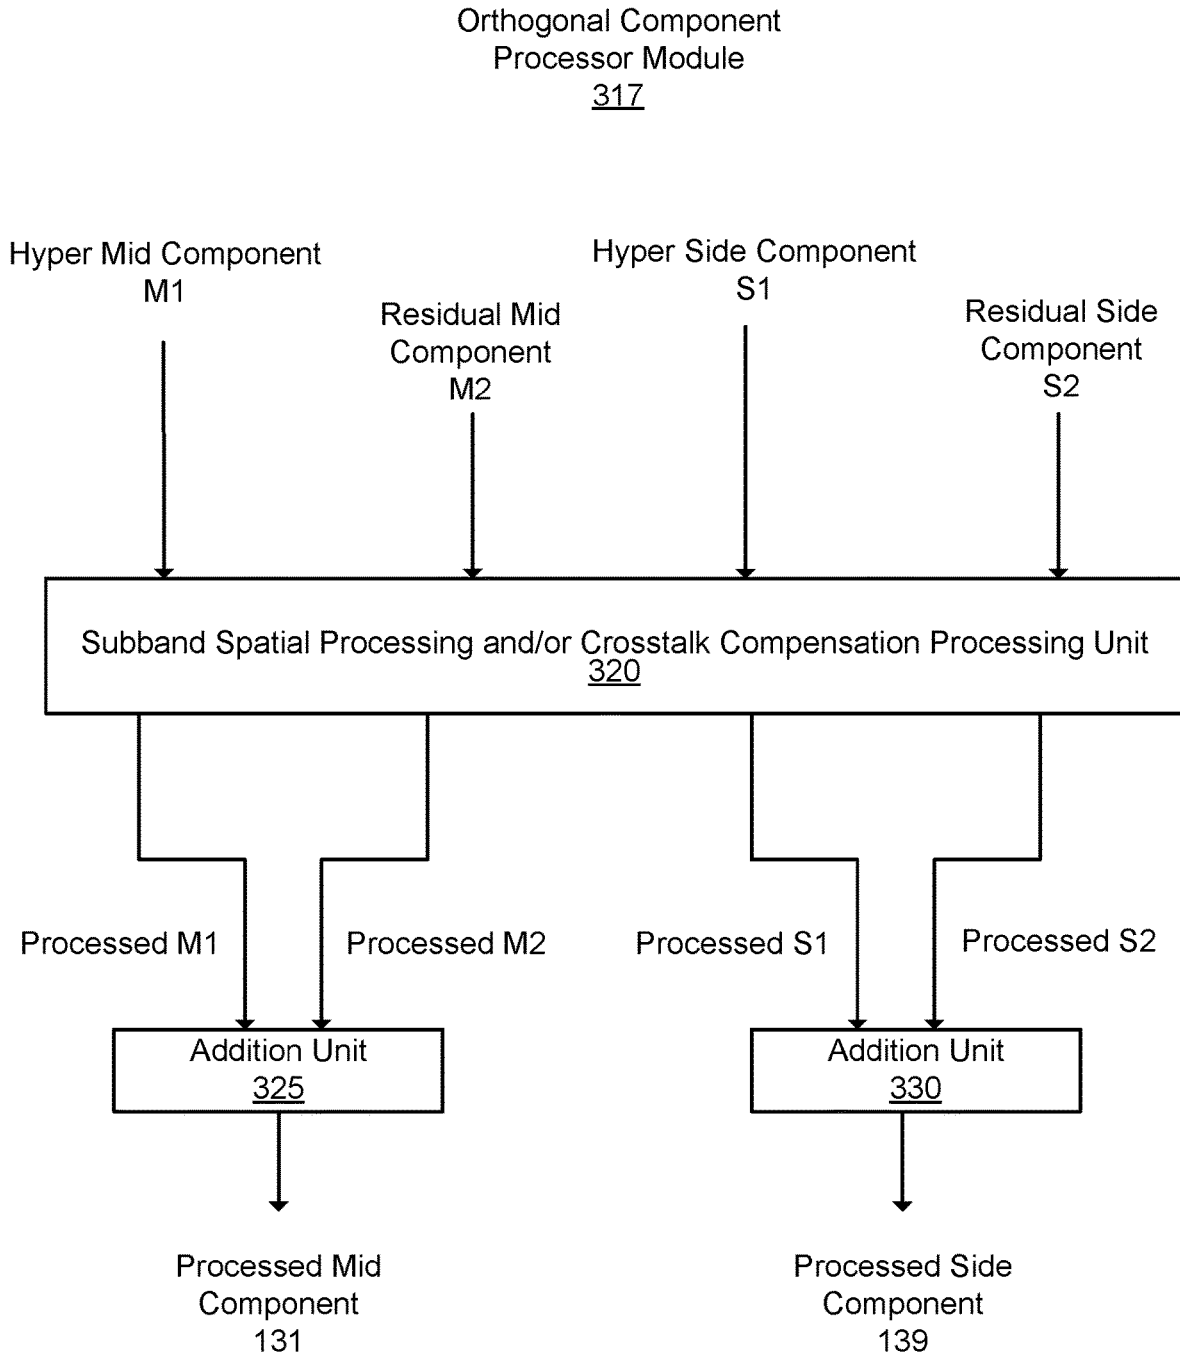 Orthogonal Component
Processor Module
317
Hyper Mid Component
M1
Residual Mid
Component
M2
Hyper Side Component
S1
Residual Side
Component
S2
Subband Spatial Processing and/or Crosstalk Compensation Processing Unit
320
Processed M1
Processed M2
Processed S1
Processed S2
Addition Unit
325
Addition Unit
330
Processed Mid
Component
131
Processed Side
Component
139